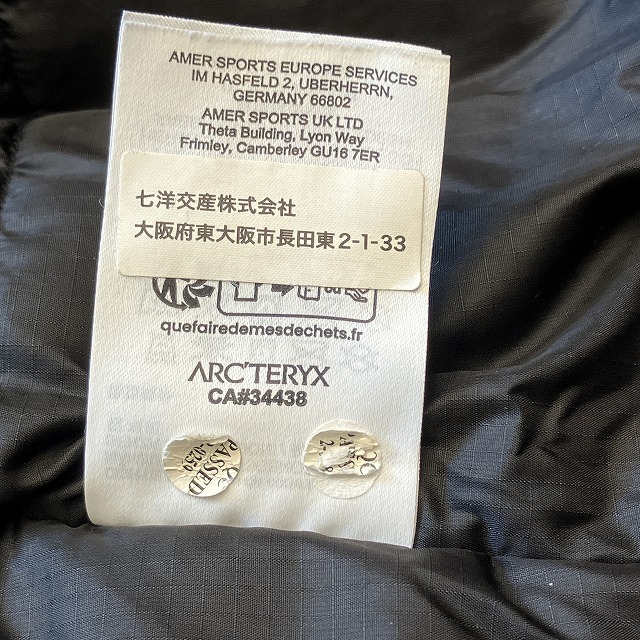 AMER SPORTS EUROPE SERVICES
IM HASFELD 2, UBERHERRN,
GERMANY 66802
AMER SPORTS UK LTD
Theta Building, Lyon Way
Frimley, Camberley GU16 7ER
七洋交産株式会社
大阪府東大阪市長田東2-1-33
quefairedemesdechets.fr
ARC'TERYX
CA#34438
PASSED